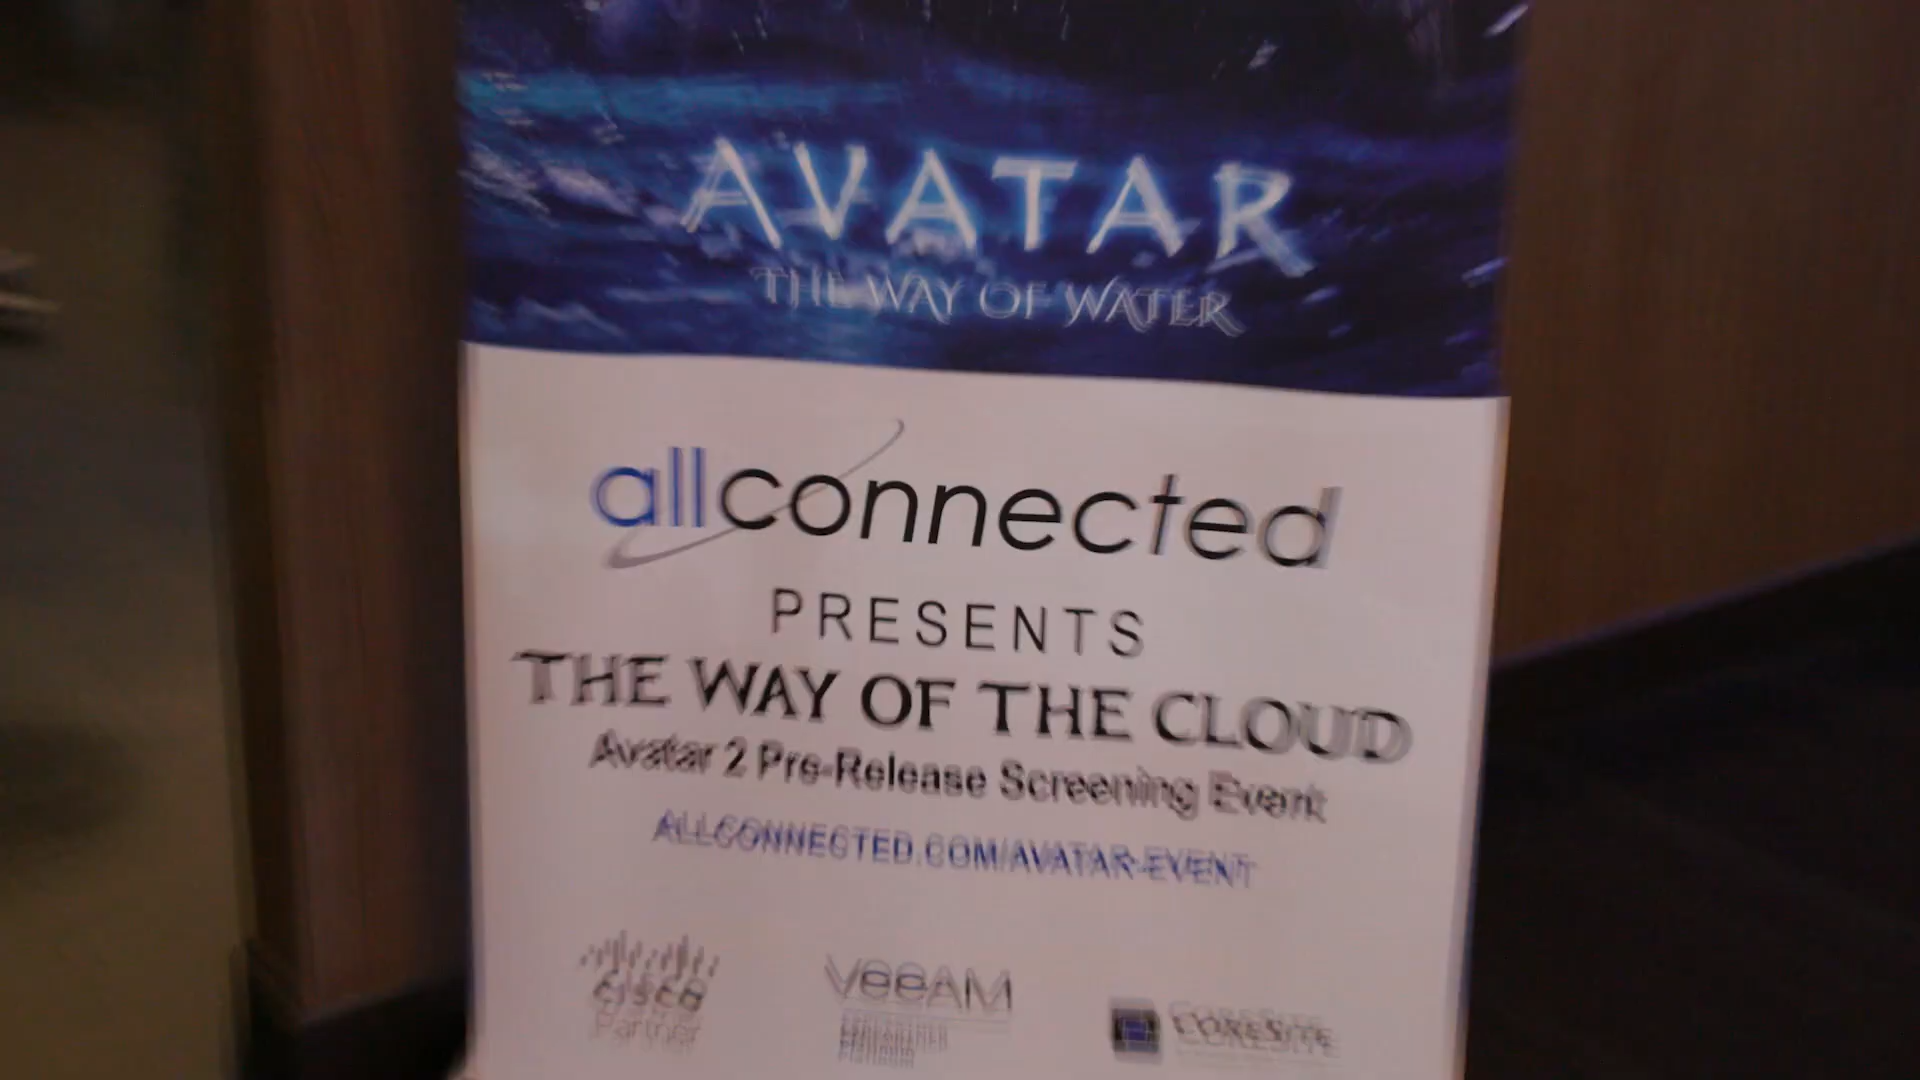 AVATAR
THE WAY OF WATER
allconnected
PRESENTS
THE WAY OF THE CLOUD
Avatar 2 Pre-Release Screening Event
ALLCONNECTED.COM/AVATAR-EVENT
CISCO
Partner
VeeAM
Platinum
CORESITE